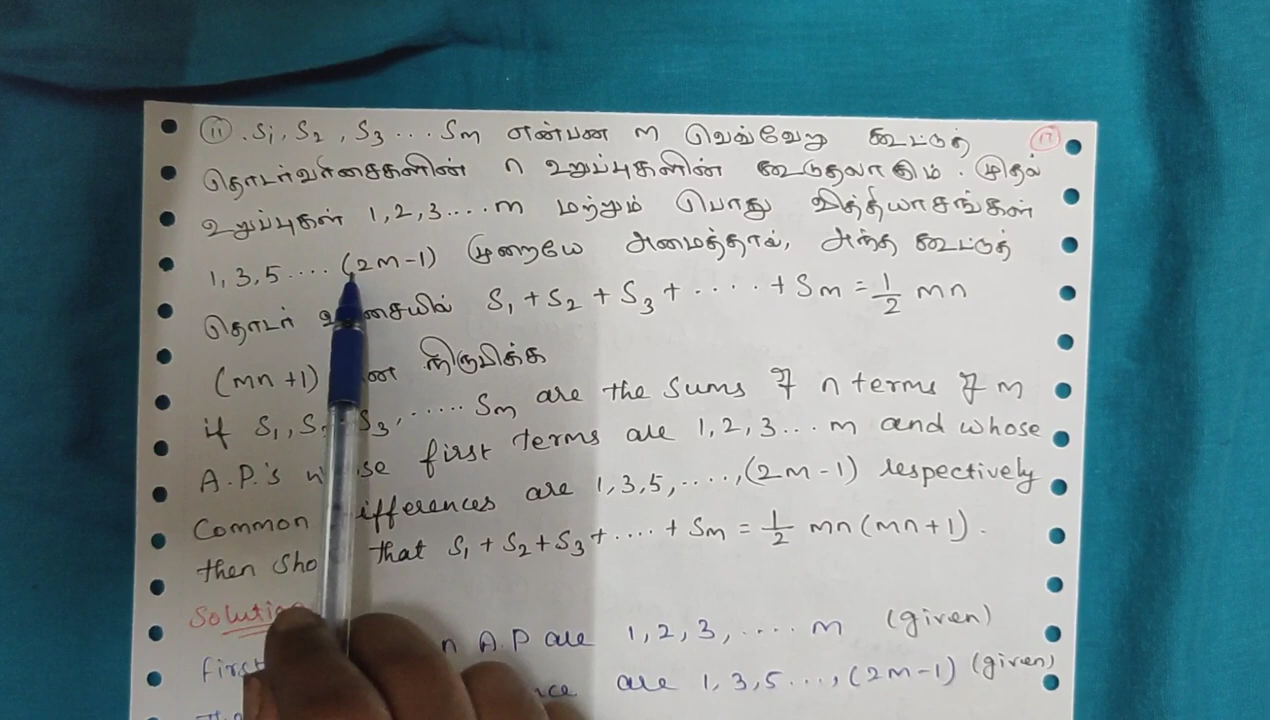 (11). S₁, S₂, S₃ ... Sm என்பன m வெவ்வேறு கூட்டுத் (17)
தொடர்வரிசைகளின் n உறுப்புகளின் கூடுதலாகும். முதல்
உறுப்புகள் 1, 2, 3 .... m மற்றும் பொது வித்தியாசங்கள்
1, 3, 5 .... (2m-1) முறையே அமைத்தால், அந்த கூட்டுத்
தொடர் S₁ + S₂ + S₃ + ..... + Sm = 1/2 mn
(mn +1) நிருபிக்க
if S₁, S₃, ..... Sm are the sums of n terms of m
A.P.'s first terms are 1, 2, 3 ... m and whose
Common are 1, 3, 5, ...., (2m-1) respectively
then that S₁ + S₂ + S₃ + .... + Sm = 1/2 mn (mn+1).
Solution
First A.P are 1, 2, 3, .... m (given)
are 1, 3, 5 ..., (2m-1) (given)